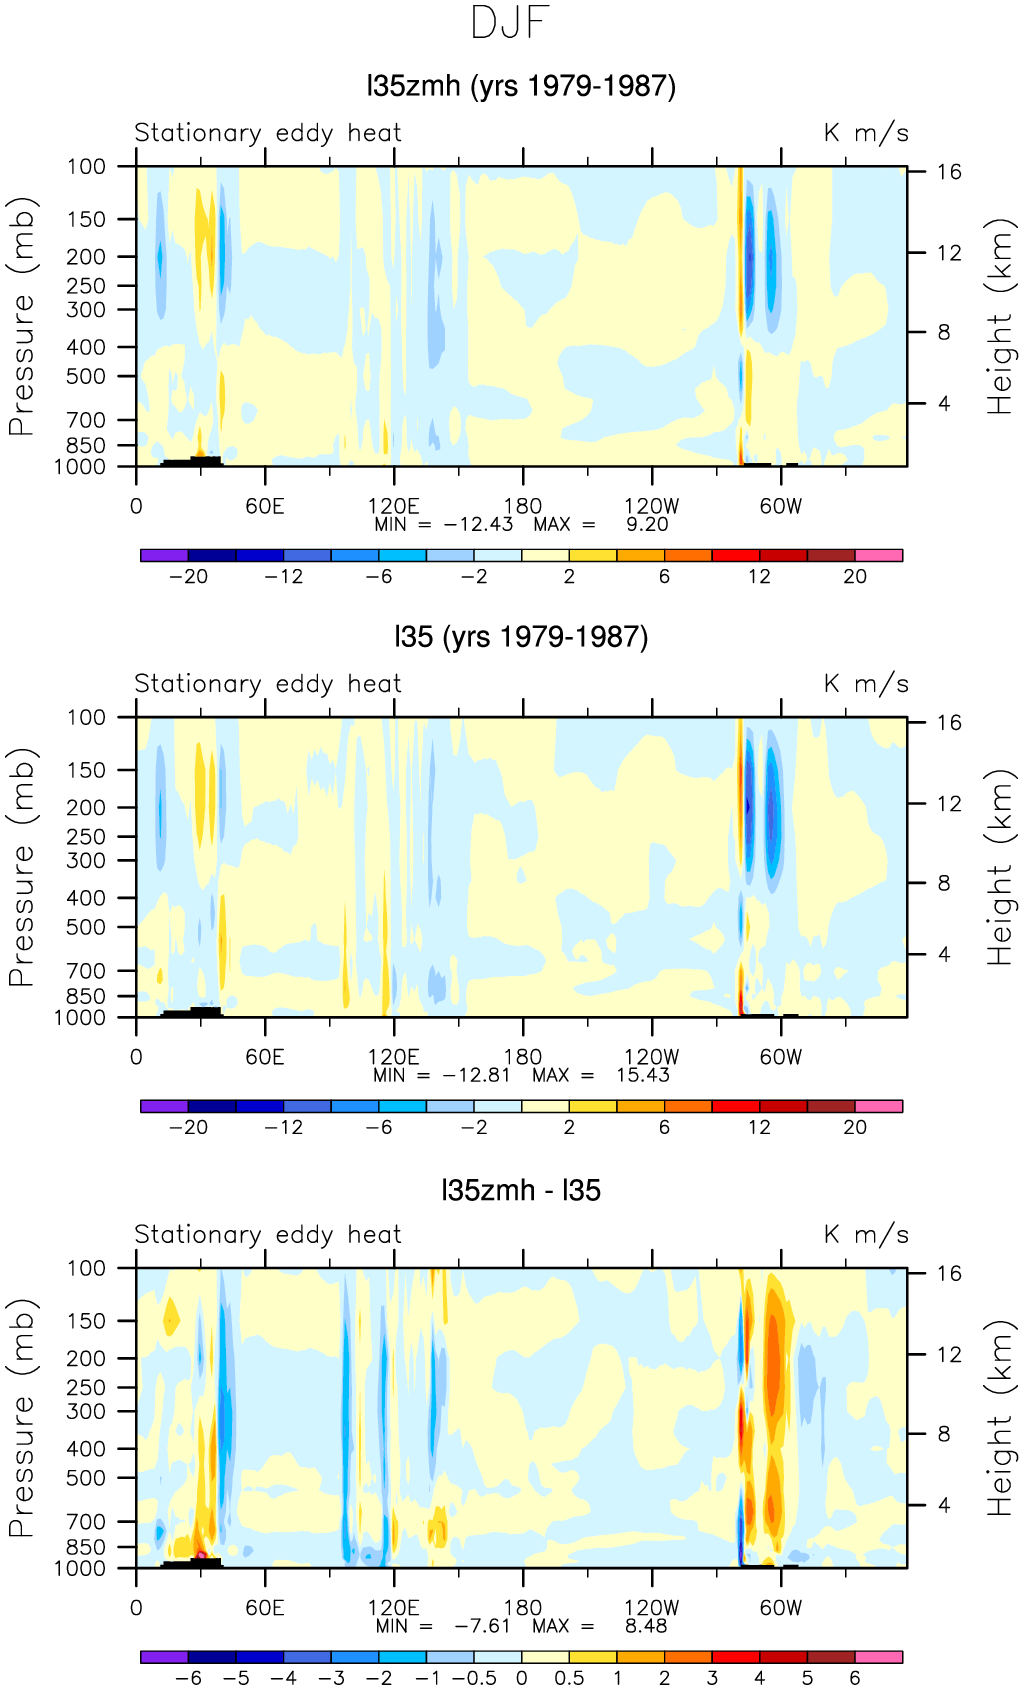 DJF
l35zmh (yrs 1979-1987)
Stationary eddy heat K m/s
Pressure (mb)
100
150
200
250
300
400
500
700
850
1000
16
12
8
4
Height (km)
0 60E 120E 180 120W 60W
MIN = -12.43 MAX = 9.20
-20 -12 -6 -2 2 6 12 20
l35 (yrs 1979-1987)
Stationary eddy heat K m/s
Pressure (mb)
100
150
200
250
300
400
500
700
850
1000
16
12
8
4
Height (km)
0 60E 120E 180 120W 60W
MIN = -12.81 MAX = 15.43
-20 -12 -6 -2 2 6 12 20
l35zmh - l35
Stationary eddy heat K m/s
Pressure (mb)
100
150
200
250
300
400
500
700
850
1000
16
12
8
4
Height (km)
0 60E 120E 180 120W 60W
MIN = -7.61 MAX = 8.48
-6 -5 -4 -3 -2 -1 -0.5 0 0.5 1 2 3 4 5 6